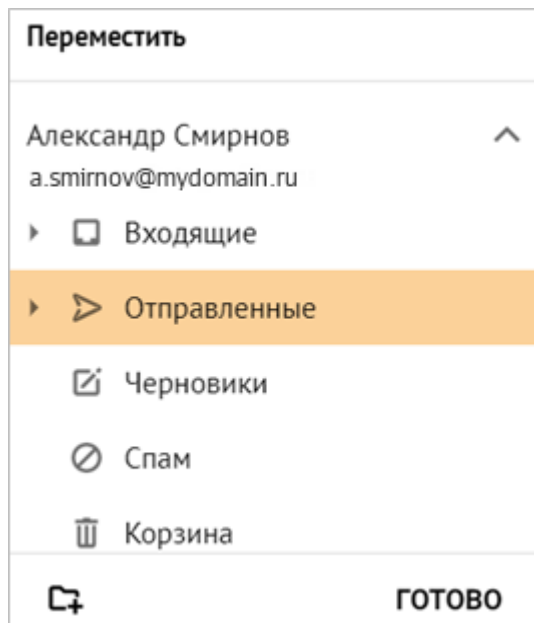 Переместить
Александр Смирнов
a.smirnov@mydomain.ru
Входящие
Отправленные
Черновики
Спам
Корзина
ГОТОВО